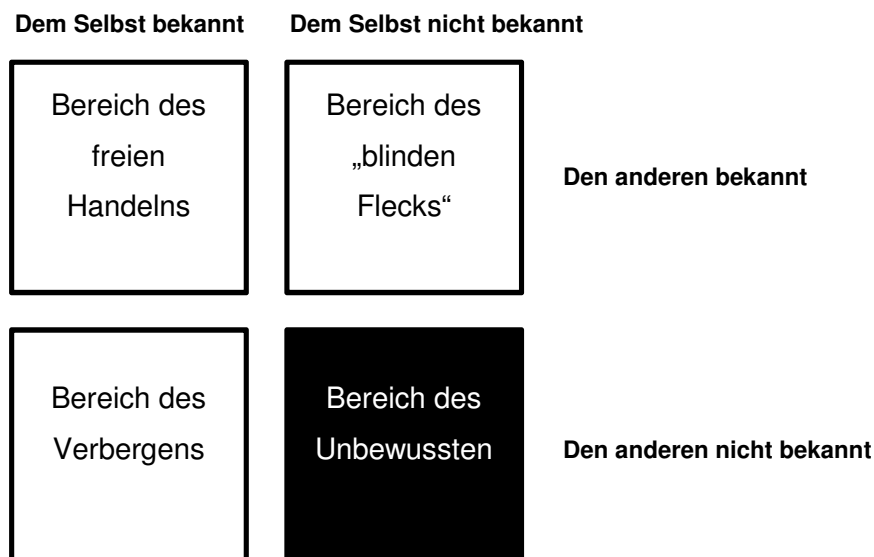 Dem Selbst bekannt
Dem Selbst nicht bekannt
Bereich des
freien
Handelns
Bereich des
„blinden
Flecks“
Den anderen bekannt
Bereich des
Verbergens
Bereich des
Unbewussten
Den anderen nicht bekannt